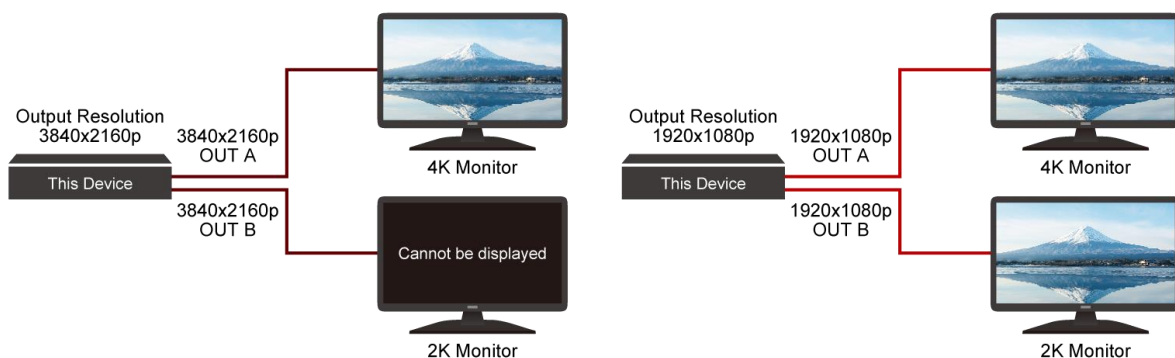 Output Resolution
3840x2160p
This Device
3840x2160p
OUT A
4K Monitor
3840x2160p
OUT B
Cannot be displayed
2K Monitor
Output Resolution
1920x1080p
This Device
1920x1080p
OUT A
4K Monitor
1920x1080p
OUT B
2K Monitor